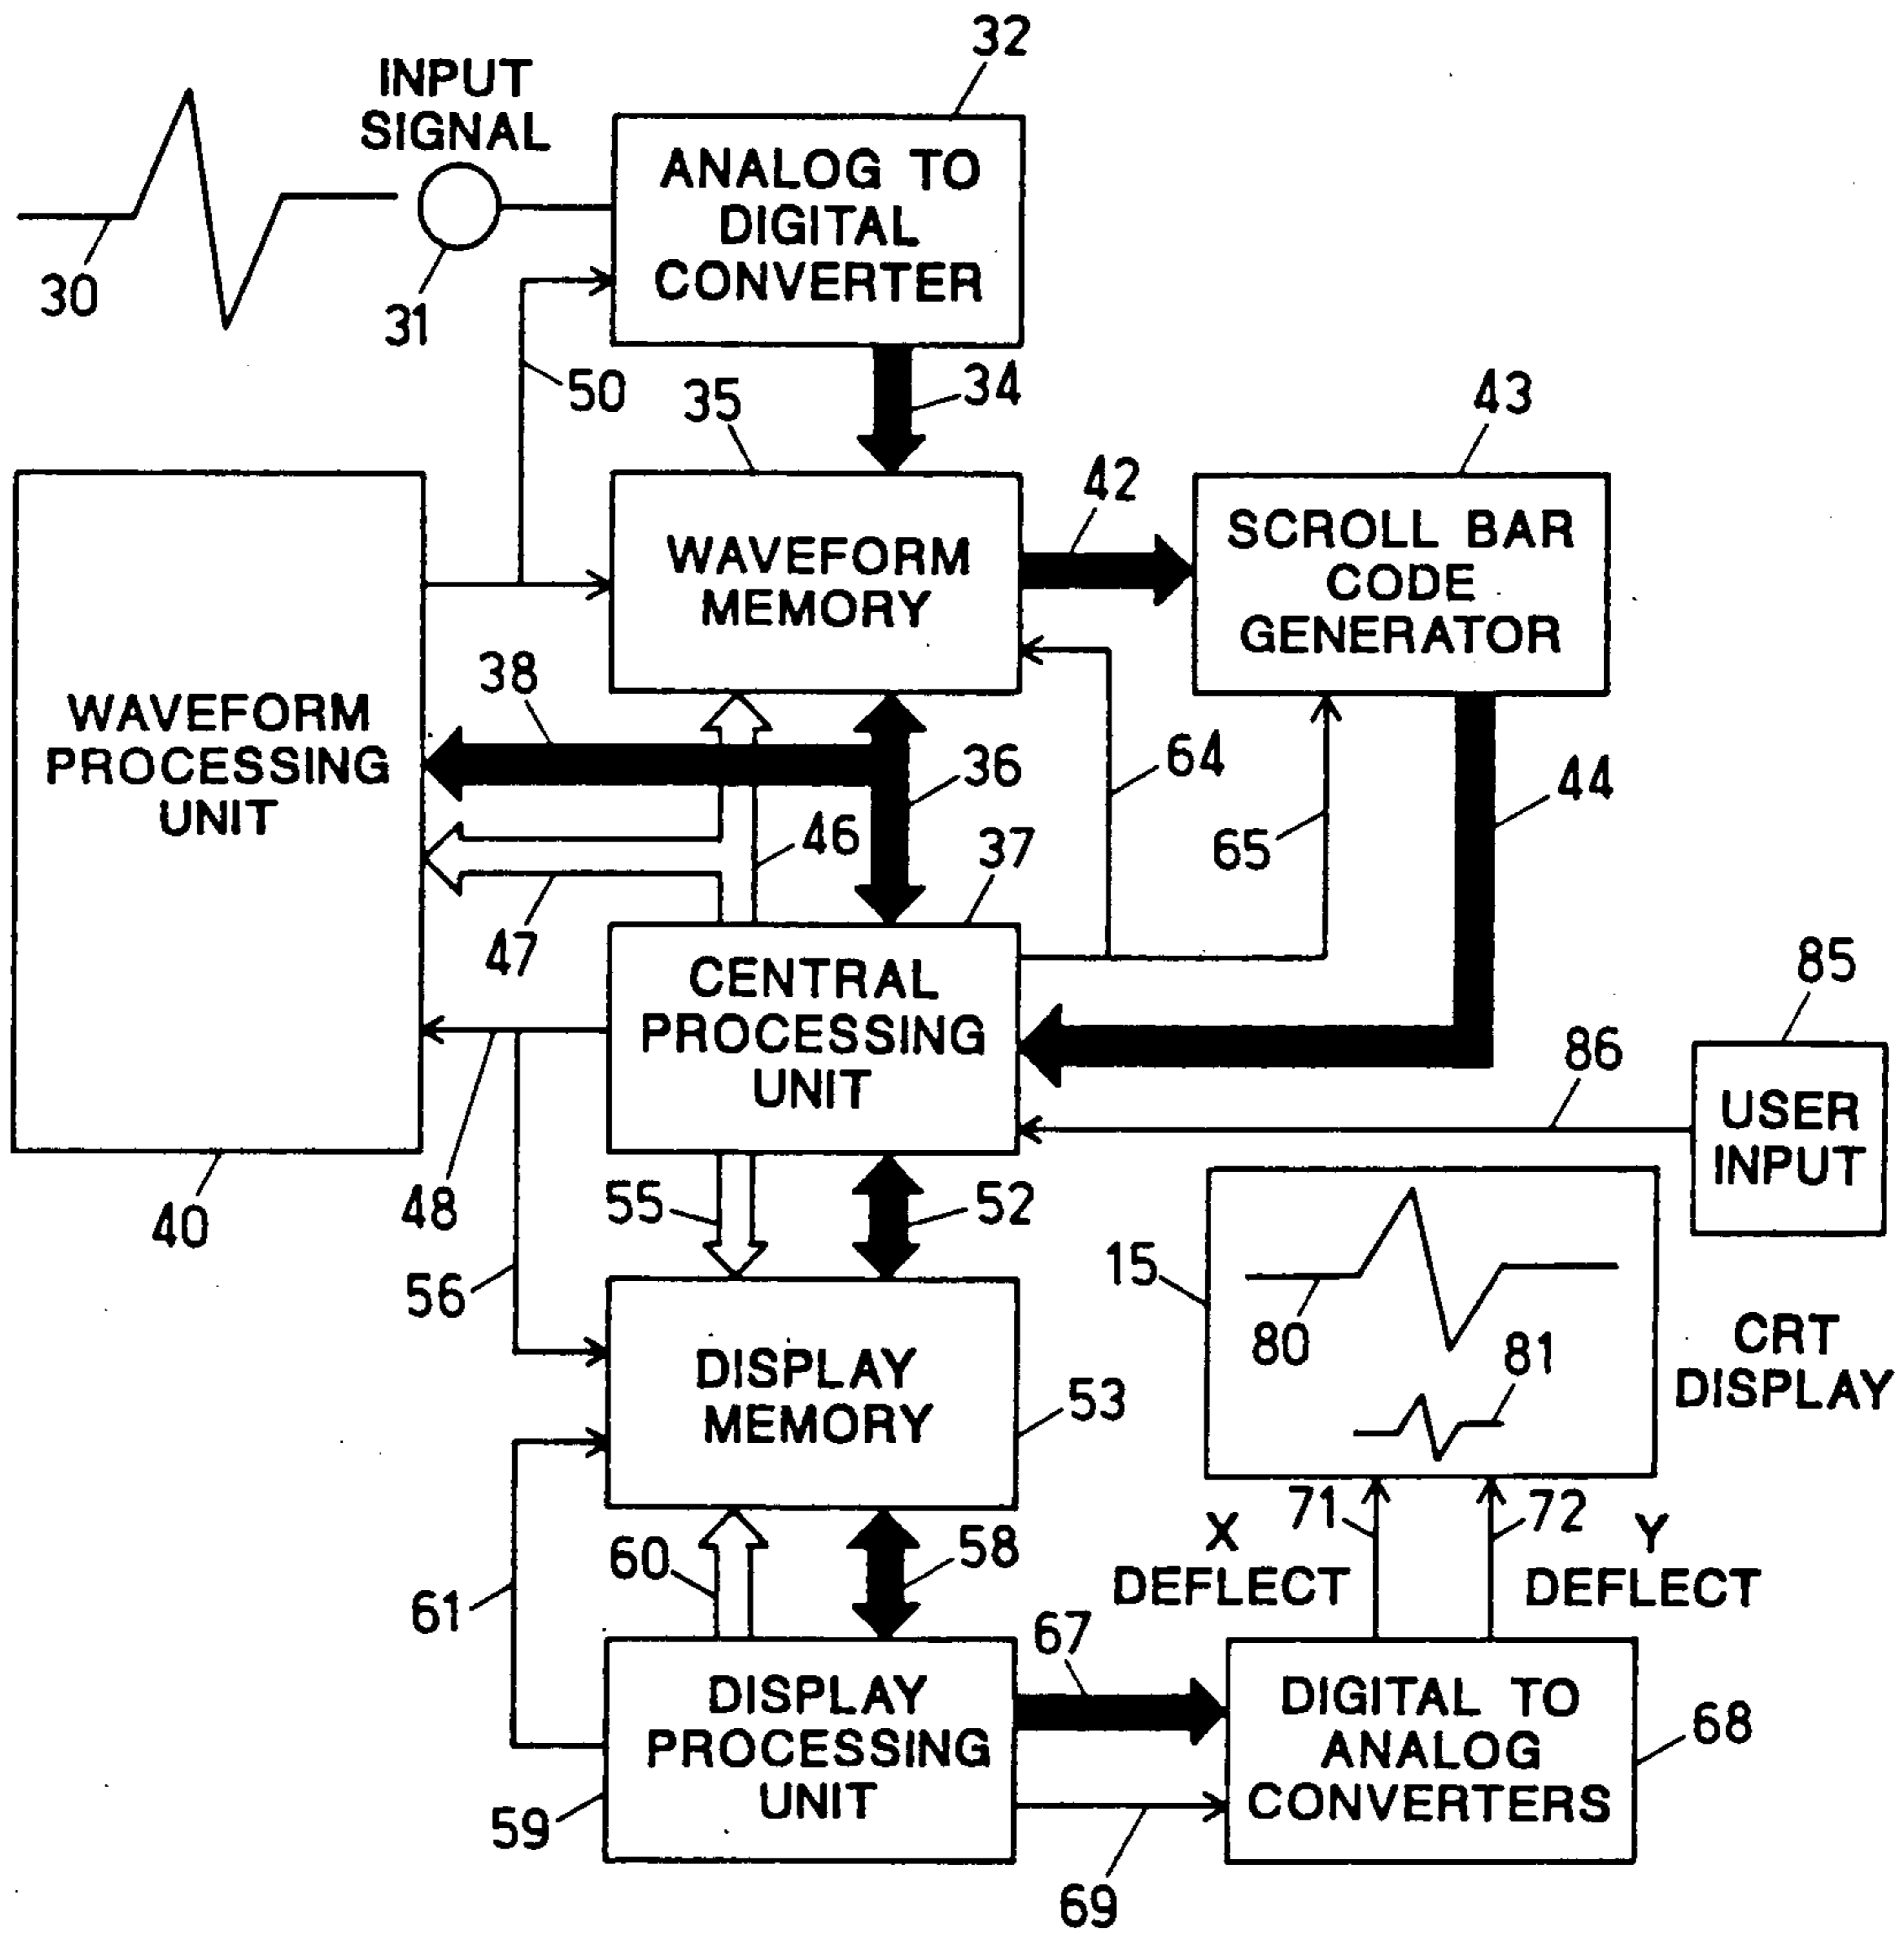 32
INPUT
SIGNAL
ANALOG TO
DIGITAL
CONVERTER
30
31
50
35
34
43
42
WAVEFORM
MEMORY
SCROLL BAR
CODE
GENERATOR
38
WAVEFORM
PROCESSING
UNIT
36
64
44
46
37
65
47
CENTRAL
PROCESSING
UNIT
85
86
USER
INPUT
48
40
55
52
15
56
80
81
CRT
DISPLAY
DISPLAY
MEMORY
53
71
72
X
DEFLECT
Y
DEFLECT
60
58
61
67
DISPLAY
PROCESSING
UNIT
DIGITAL TO
ANALOG
CONVERTERS
68
59
69